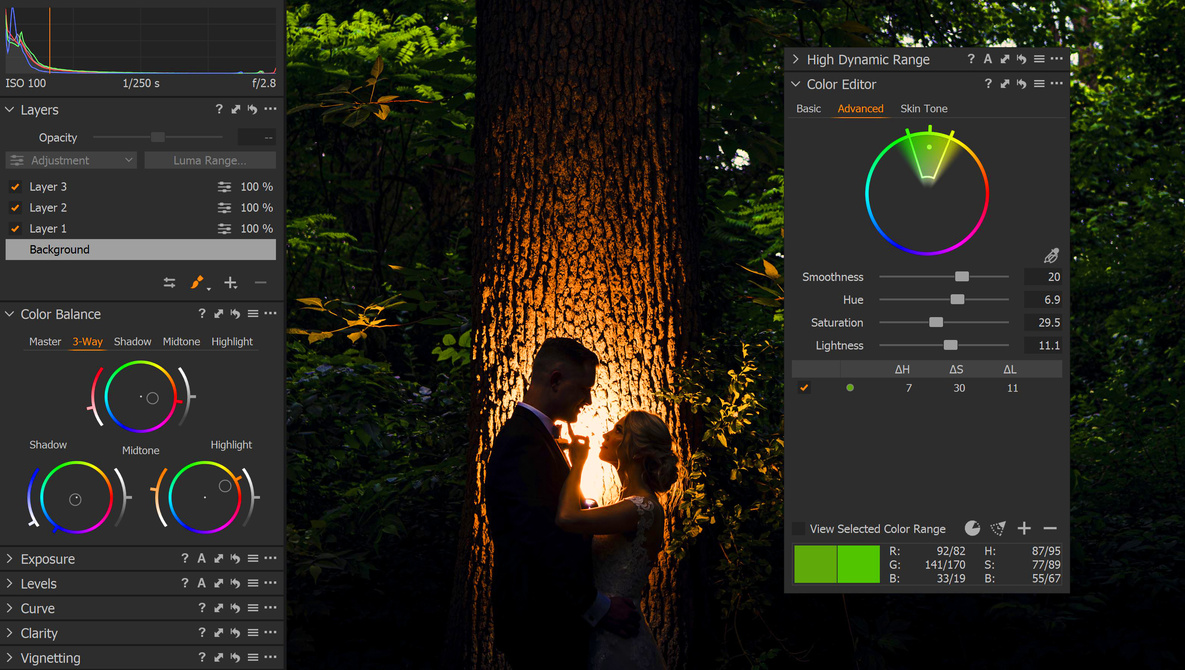 ISO 100 1/250 s f/2.8
Layers ?
Opacity --
Adjustment Luma Range...
Layer 3 100 %
Layer 2 100 %
Layer 1 100 %
Background
Color Balance ?
Master 3-Way Shadow Midtone Highlight
Shadow Midtone Highlight
Exposure ? A
Levels ? A
Curve ?
Clarity ?
Vignetting ?
High Dynamic Range ? A
Color Editor ?
Basic Advanced Skin Tone
Smoothness 20
Hue 6.9
Saturation 29.5
Lightness 11.1
ΔH ΔS ΔL
7 30 11
View Selected Color Range
R: 92/82 H: 87/95
G: 141/170 S: 77/89
B: 33/19 B: 55/67